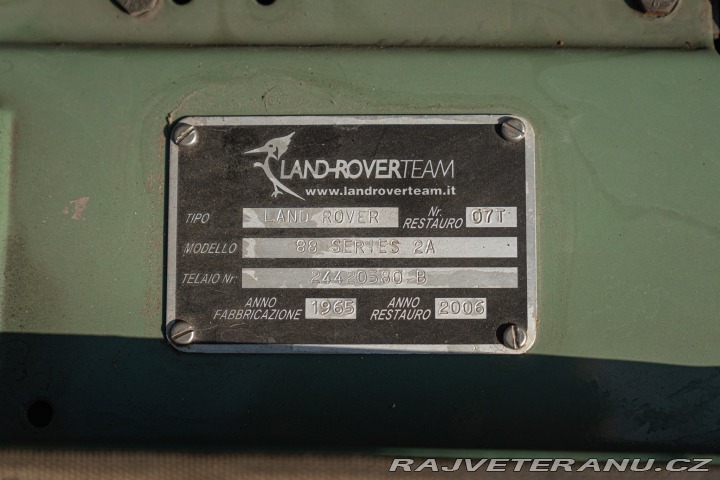 LAND-ROVERTEAM
www.landroverteam.it
TIPO LAND ROVER Nr. RESTAURO 07T
MODELLO 88 SERIES 2A
TELAIO Nr 24420380-B
ANNO FABBRICAZIONE 1965 ANNO RESTAURO 2006
RAJVETERANU.CZ